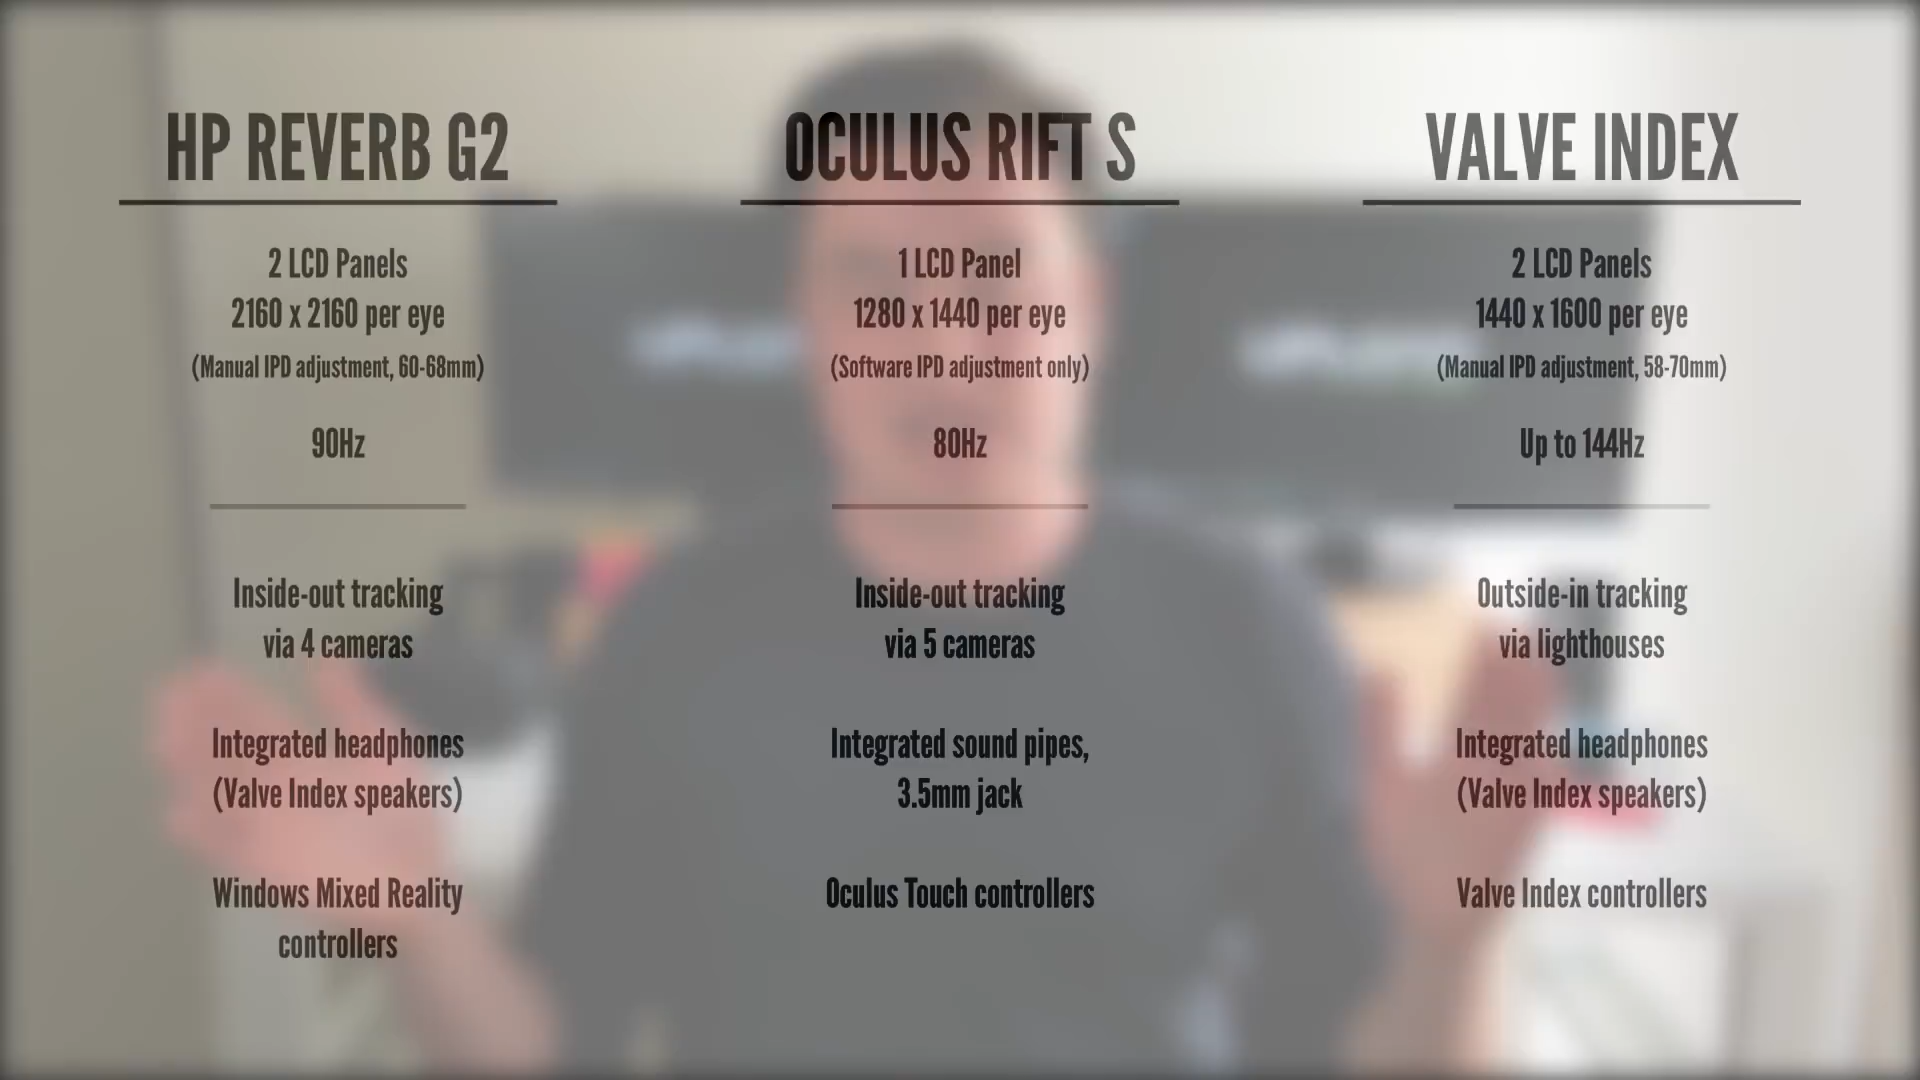 HP REVERB G2
2 LCD Panels
2160 x 2160 per eye
(Manual IPD adjustment, 60-68mm)
90Hz
Inside-out tracking
via 4 cameras
Integrated headphones
(Valve Index speakers)
Windows Mixed Reality
controllers
OCULUS RIFT S
1 LCD Panel
1280 x 1440 per eye
(Software IPD adjustment only)
80Hz
Inside-out tracking
via 5 cameras
Integrated sound pipes,
3.5mm jack
Oculus Touch controllers
VALVE INDEX
2 LCD Panels
1440 x 1600 per eye
(Manual IPD adjustment, 58-70mm)
Up to 144Hz
Outside-in tracking
via lighthouses
Integrated headphones
(Valve Index speakers)
Valve Index controllers